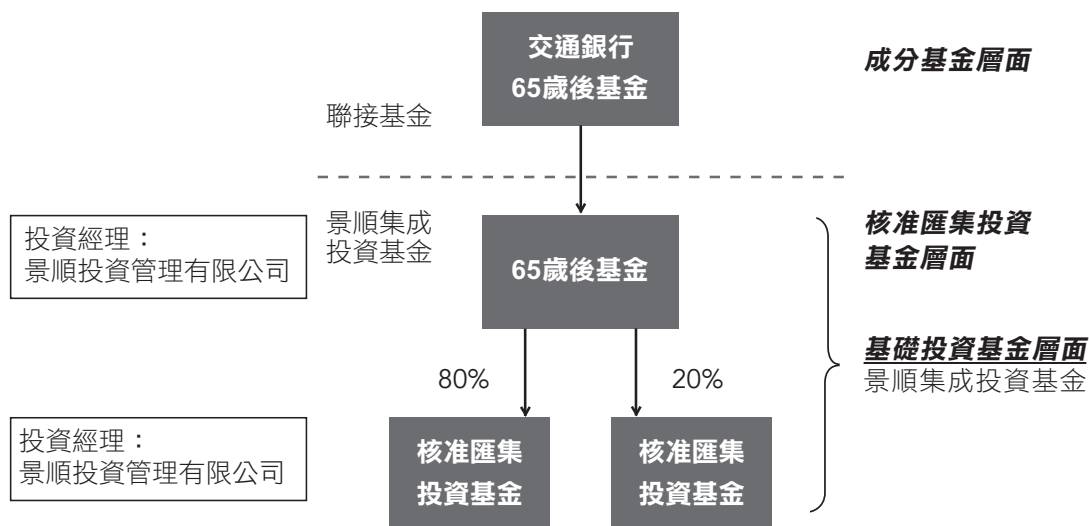 交通銀行
65歲後基金
成分基金層面
聯接基金
投資經理：
景順投資管理有限公司
景順集成
投資基金
65歲後基金
核准匯集投資
基金層面
基礎投資基金層面
景順集成投資基金
80%
20%
投資經理：
景順投資管理有限公司
核准匯集
投資基金
核准匯集
投資基金